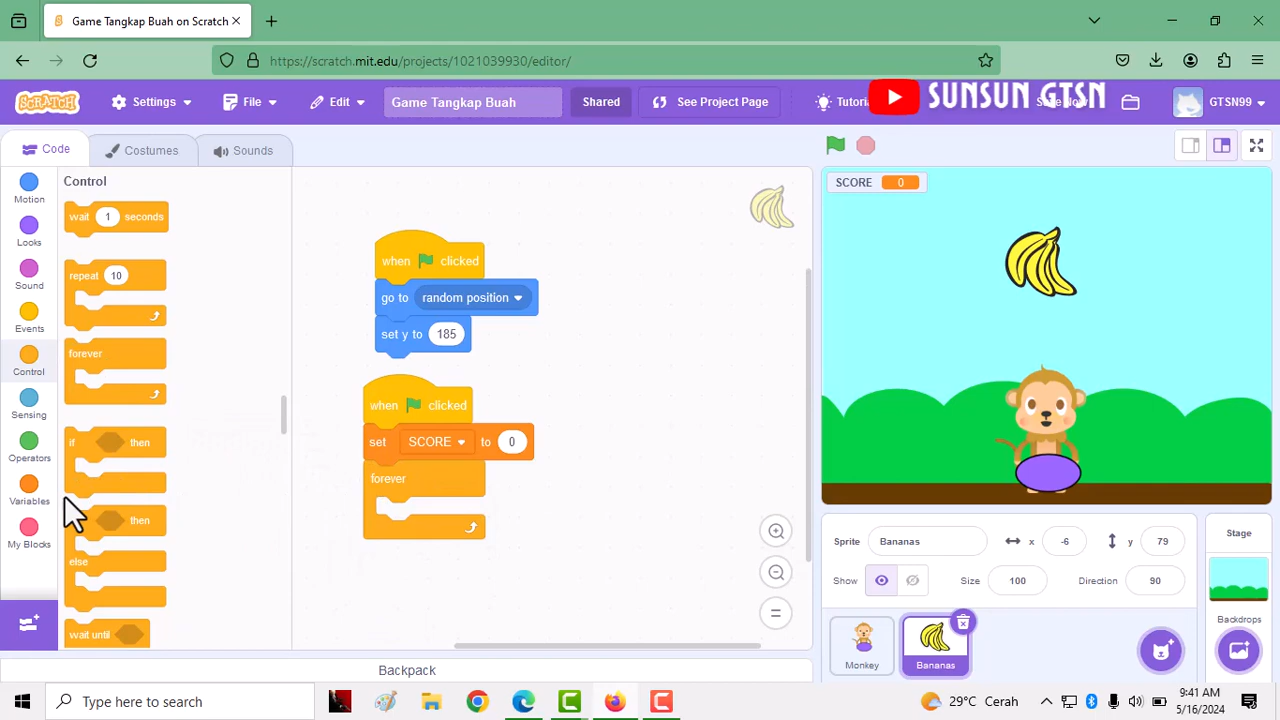 Game Tangkap Buah on Scratch
https://scratch.mit.edu/projects/1021039930/editor/
SCRATCH
Settings
File
Edit
Game Tangkap Buah
Shared
See Project Page
SUNSUN GTSN
GTSN99
Code
Costumes
Sounds
Motion
Looks
Sound
Events
Control
Sensing
Operators
Variables
My Blocks
Control
wait 1 seconds
repeat 10
forever
if then
then
else
wait until
when clicked
go to random position
set y to 185
when clicked
set SCORE to 0
forever
Backpack
SCORE 0
Sprite Bananas x -6 y 79
Show Size 100 Direction 90
Monkey
Bananas
Stage
Backdrops
Type here to search
29°C Cerah
9:41 AM
5/16/2024